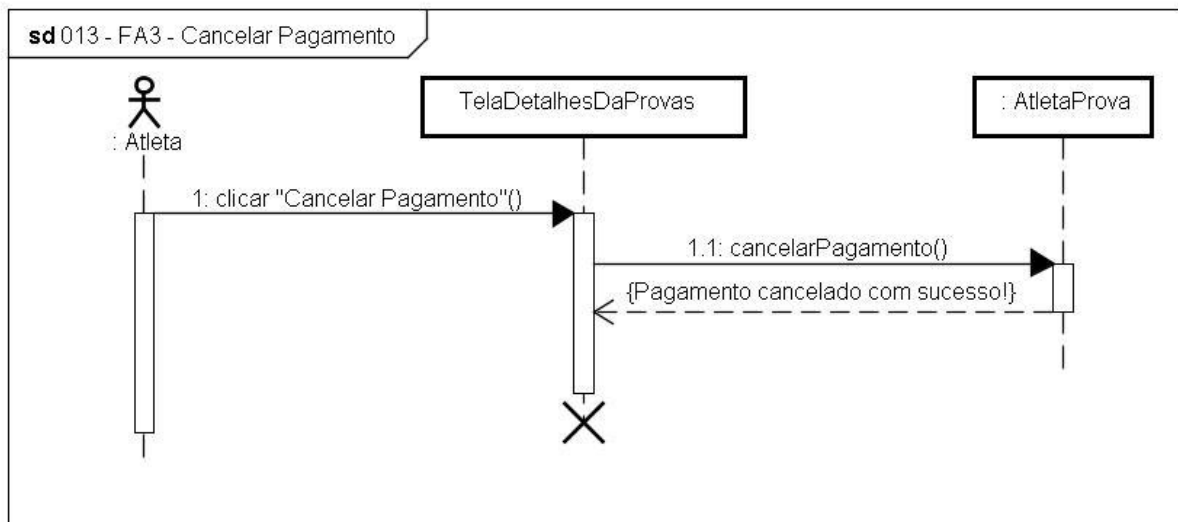 sd 013 - FA3 - Cancelar Pagamento
: Atleta
TelaDetalhesDaProvas
: AtletaProva
1: clicar "Cancelar Pagamento"()
1.1: cancelarPagamento()
{Pagamento cancelado com sucesso!}